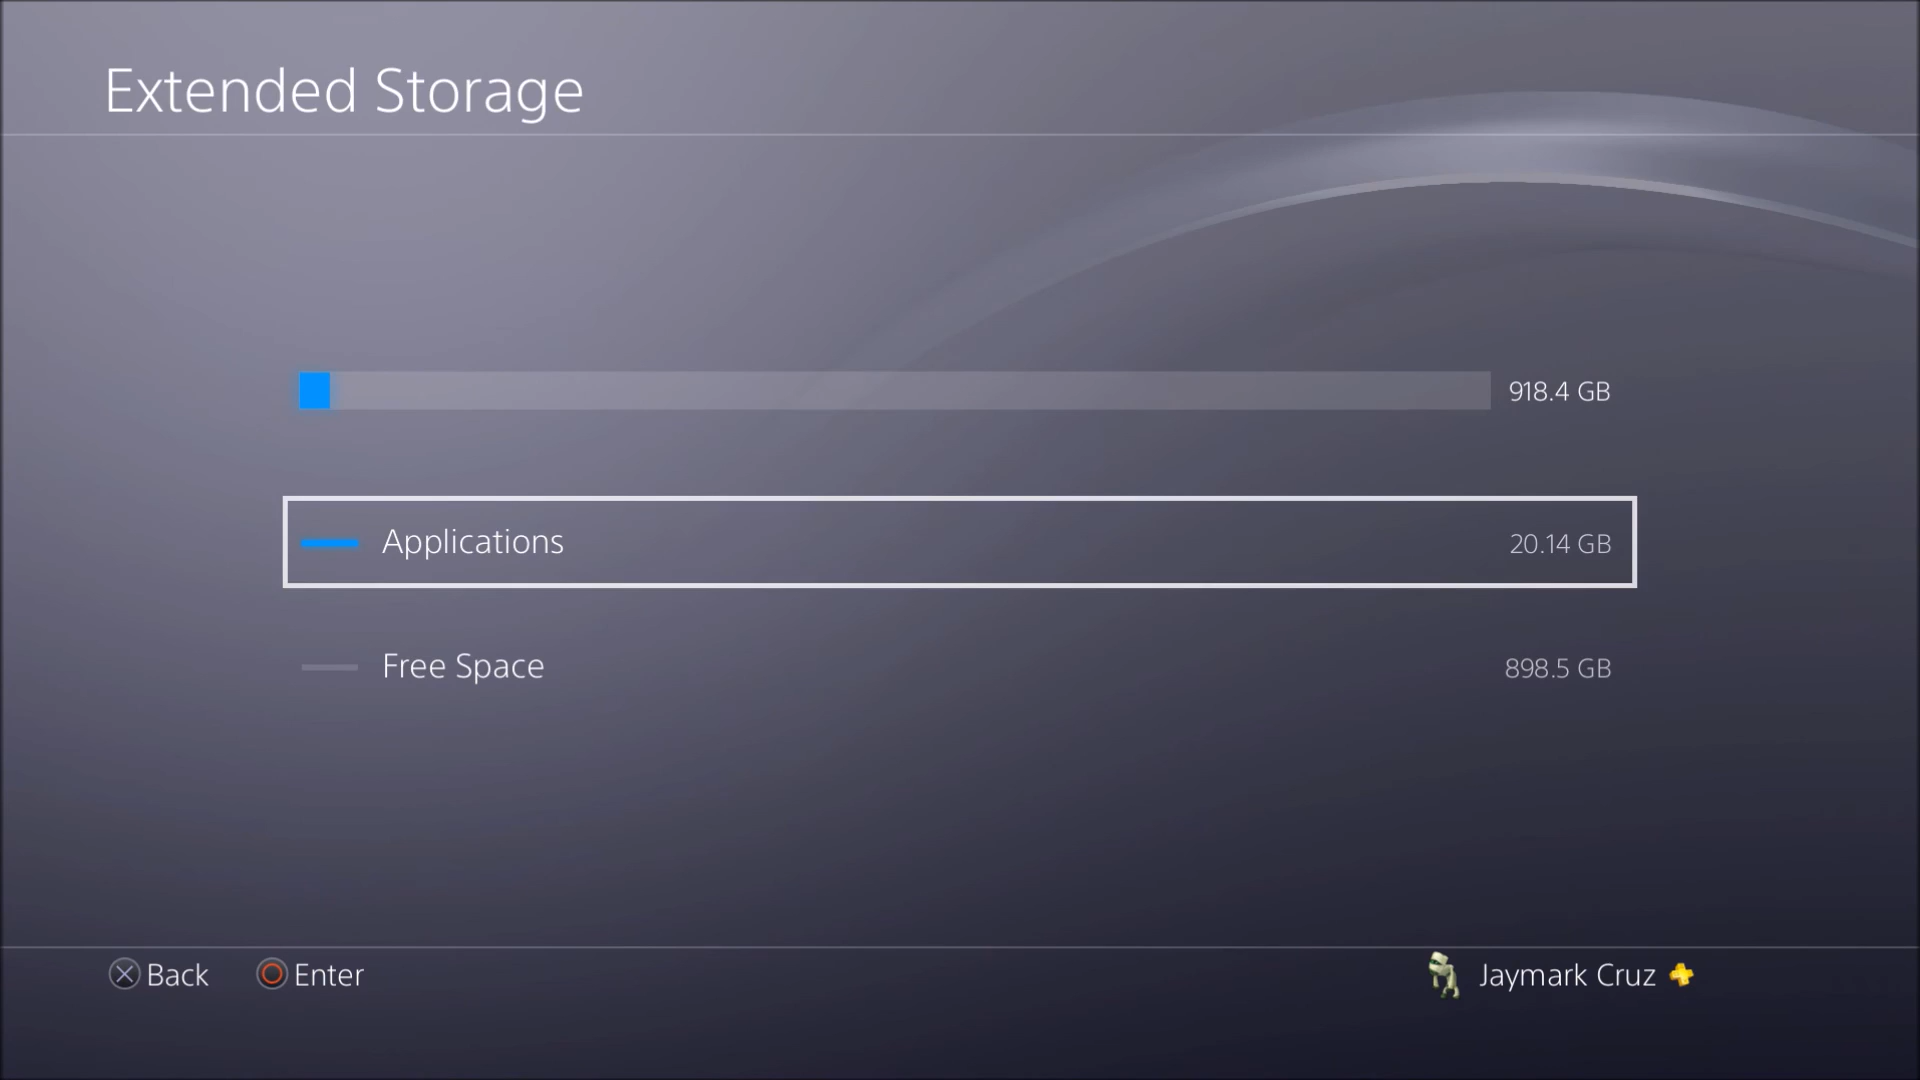 Extended Storage
918.4 GB
Applications 20.14 GB
Free Space 898.5 GB
Back Enter Jaymark Cruz